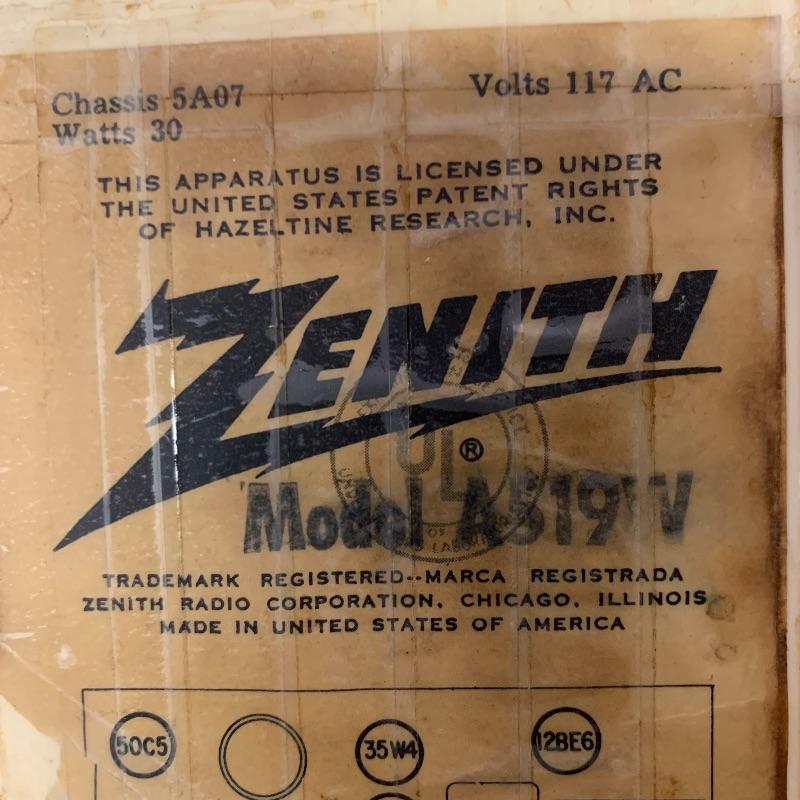 Chassis 5A07
Volts 117 AC
Watts 30
THIS APPARATUS IS LICENSED UNDER
THE UNITED STATES PATENT RIGHTS
OF HAZELTINE RESEARCH, INC.
ZENITH
UL
®
Model A519W
TRADEMARK REGISTERED--MARCA REGISTRADA
ZENITH RADIO CORPORATION, CHICAGO, ILLINOIS
MADE IN UNITED STATES OF AMERICA
50C5
35W4
12BE6